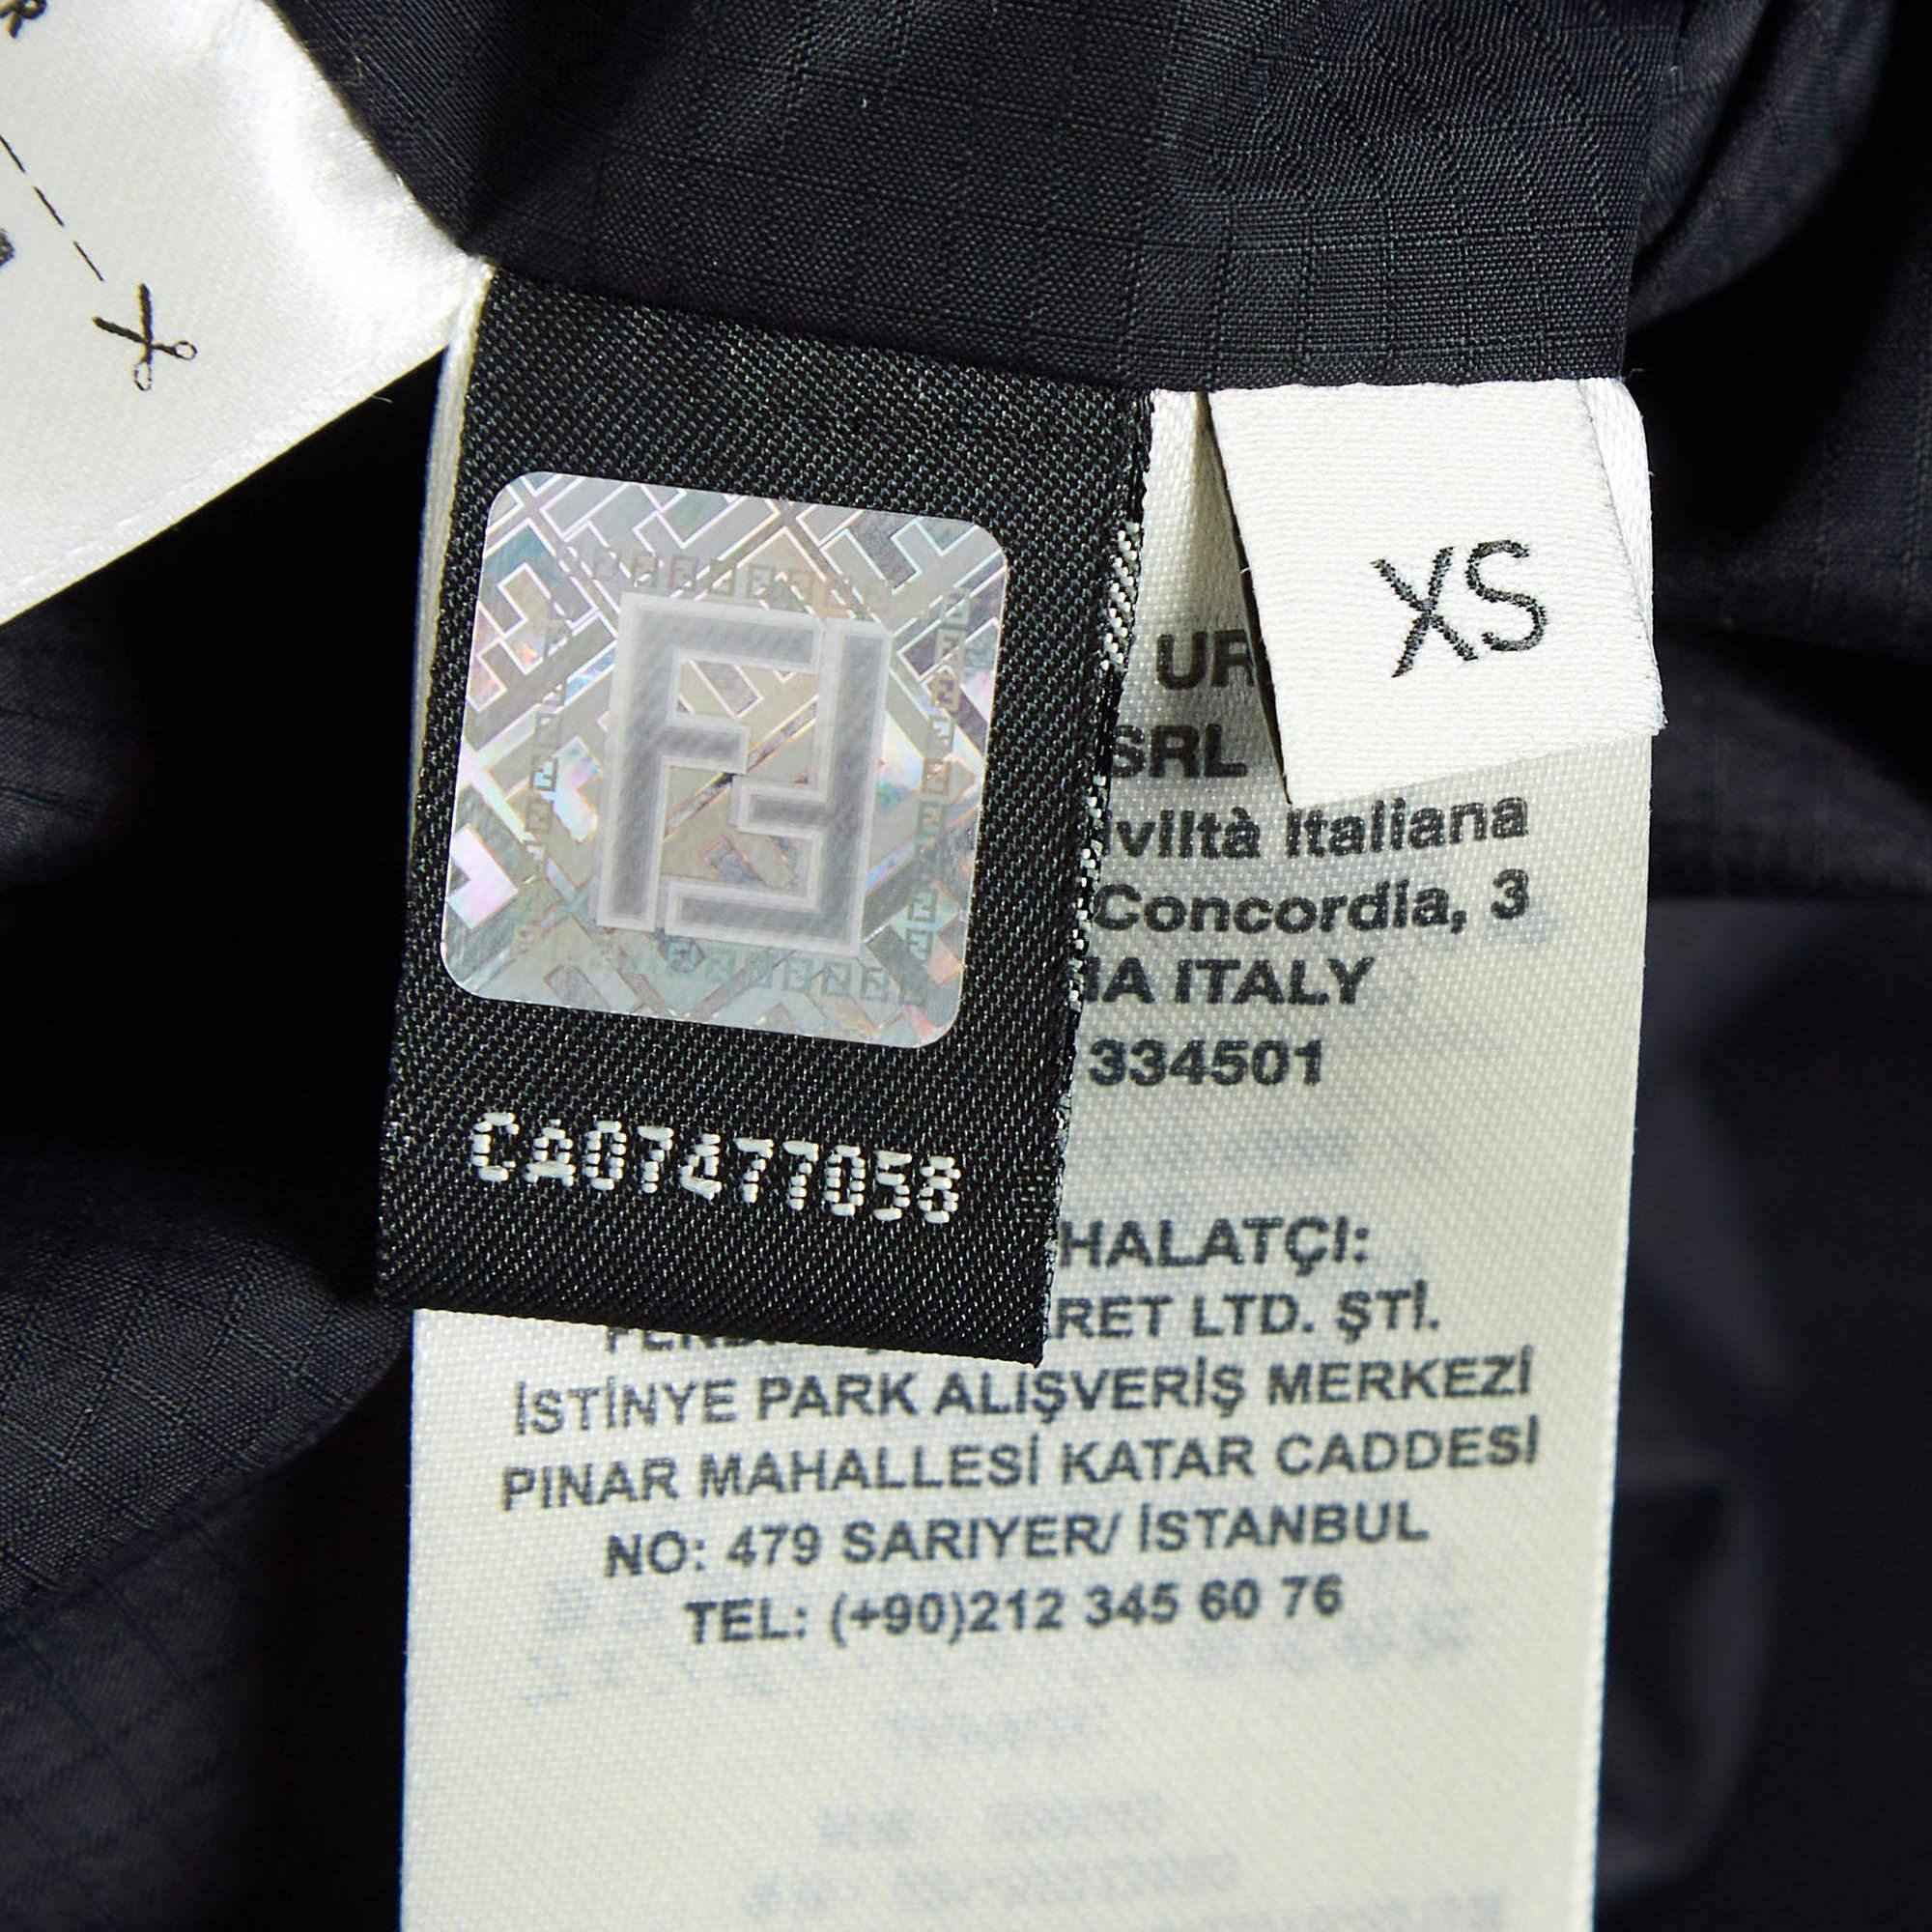 XS
UR
SRL
iviltà Italiana
Concordia, 3
IA ITALY
334501
CA07477058
HALATÇI:
RET LTD. ŞTİ.
İSTİNYE PARK ALIŞVERİŞ MERKEZİ
PINAR MAHALLESİ KATAR CADDESİ
NO: 479 SARIYER/ İSTANBUL
TEL: (+90)212 345 60 76